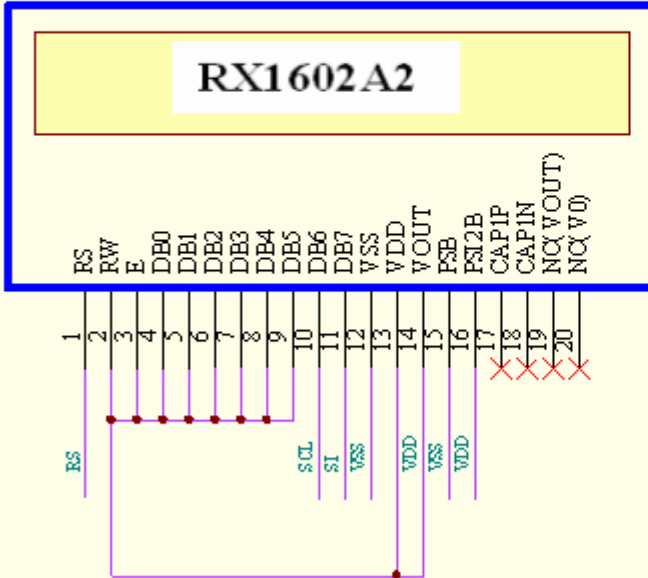 RX1602A2
RS
RW
E
DB0
DB1
DB2
DB3
DB4
DB5
DB6
DB7
VSS
VDD
VOUT
PSB
PSI2B
CAP1P
CAP1N
NC(VOUT)
NC(V0)
1
2
3
4
5
6
7
8
9
10
11
12
13
14
15
16
17
18
19
20
RS
SCL
SI
VSS
VDD
VSS
VDD